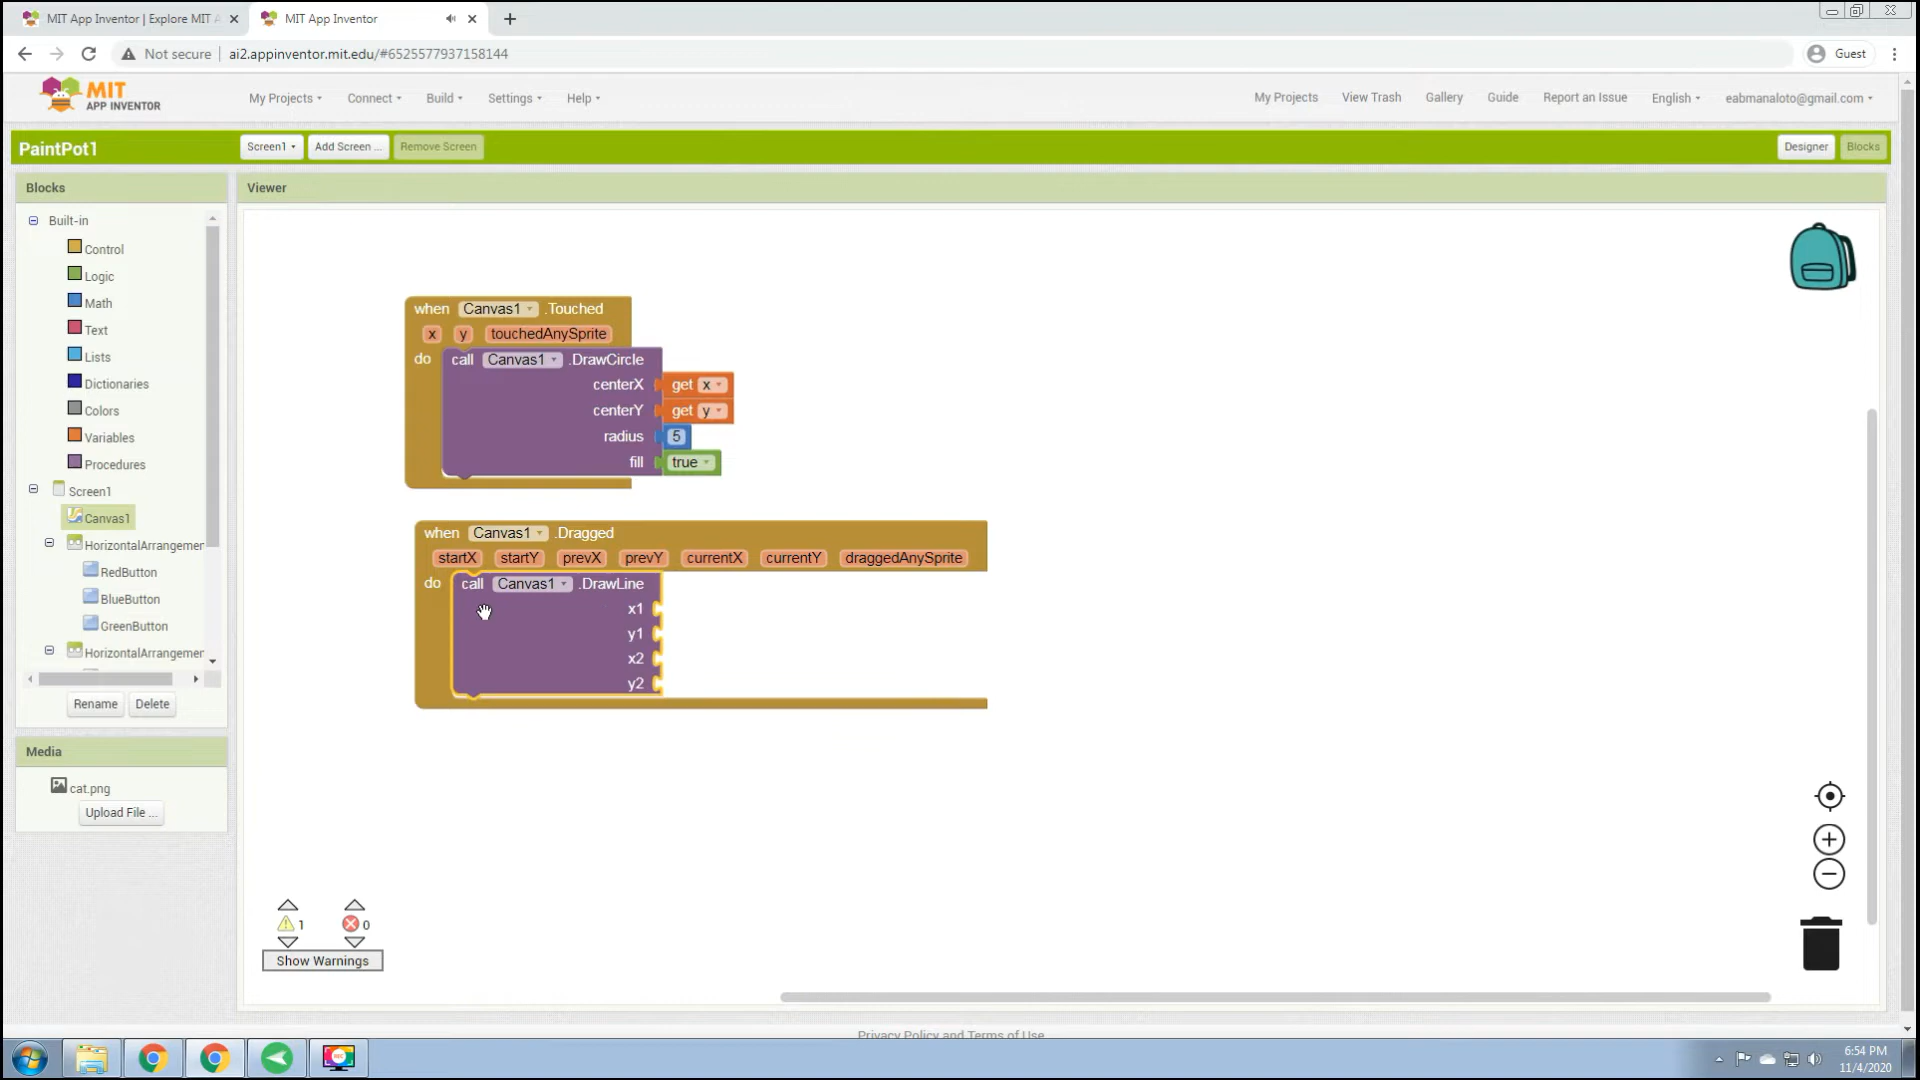 MIT App Inventor | Explore MIT A
MIT App Inventor
Not secure
ai2.appinventor.mit.edu/#6525577937158144
Guest
MIT
APP INVENTOR
My Projects
Connect
Build
Settings
Help
My Projects
View Trash
Gallery
Guide
Report an Issue
English
eabmanaloto@gmail.com
PaintPot1
Screen1
Add Screen ...
Remove Screen
Designer
Blocks
Blocks
Viewer
Built-in
Control
Logic
Math
Text
Lists
Dictionaries
Colors
Variables
Procedures
Screen1
Canvas1
HorizontalArrangemer
RedButton
BlueButton
GreenButton
HorizontalArrangemer
Rename
Delete
Media
cat.png
Upload File ...
when Canvas1 .Touched
x y touchedAnySprite
do call Canvas1 .DrawCircle
centerX get x
centerY get y
radius 5
fill true
when Canvas1 .Dragged
startX startY prevX prevY currentX currentY draggedAnySprite
do call Canvas1 .DrawLine
x1
y1
x2
y2
1
0
Show Warnings
Privacy Policy and Terms of Use
6:54 PM
11/4/2020